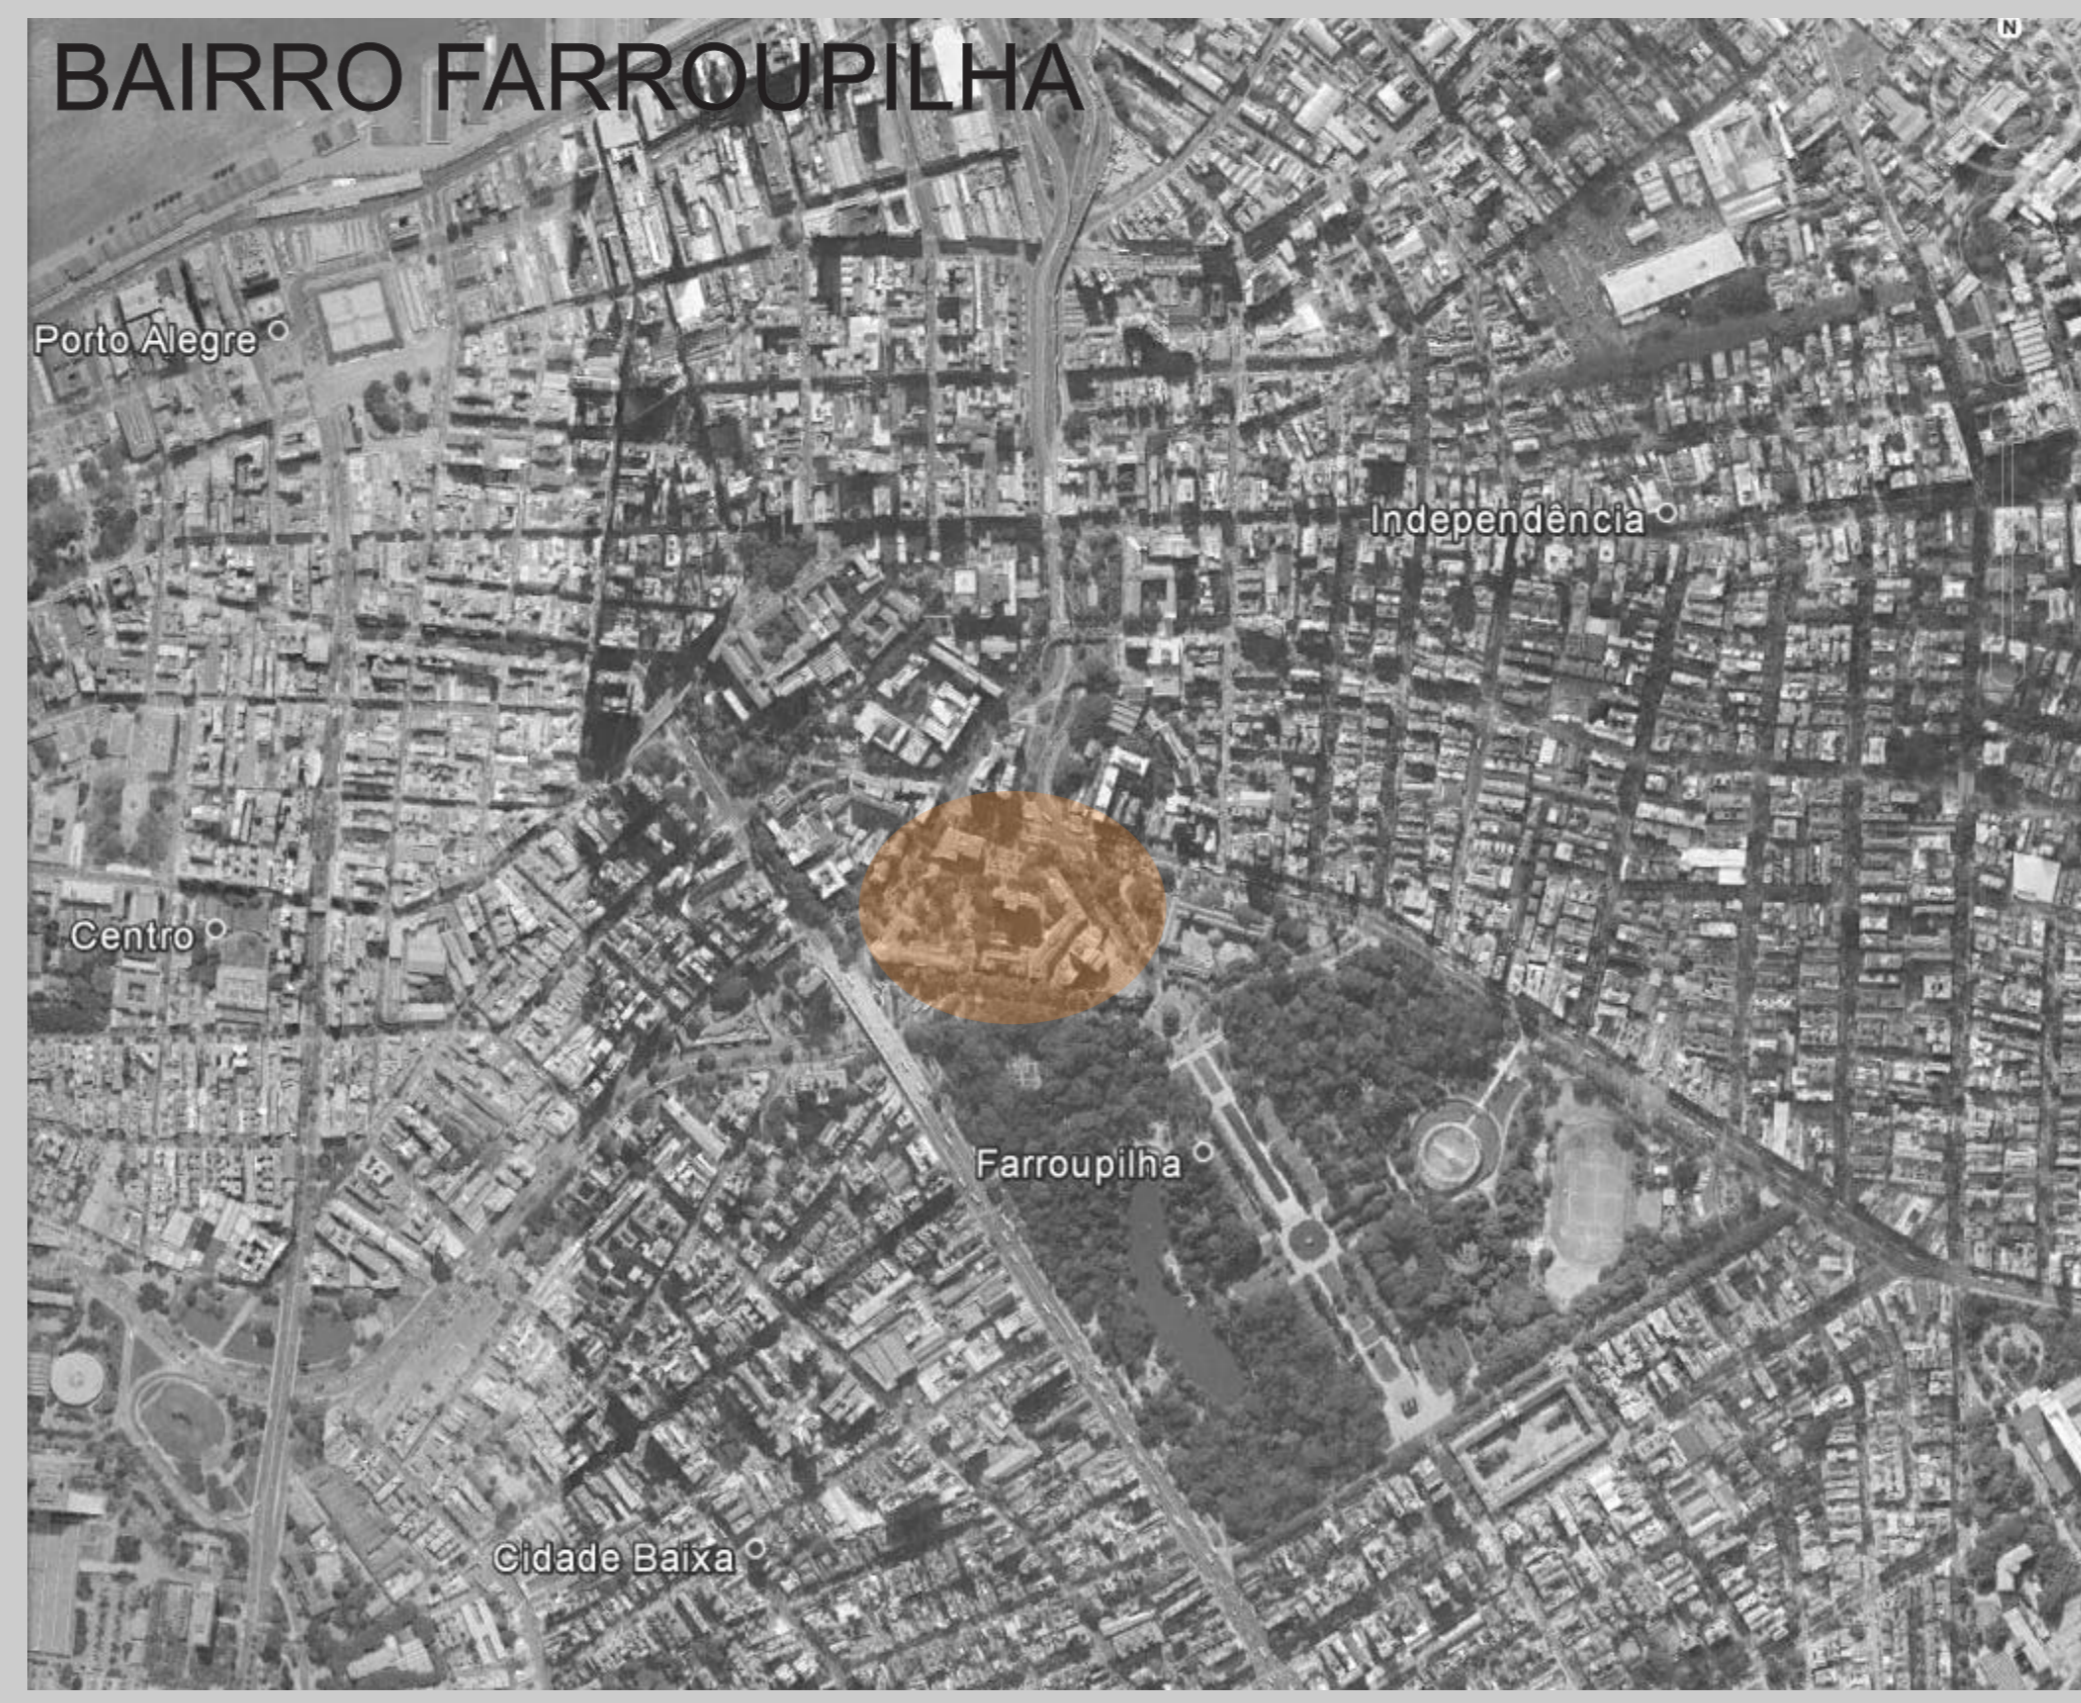 BAIRRO FARROUPILHA
N
Porto Alegre
Independência
Centro
Farroupilha
Cidade Baixa